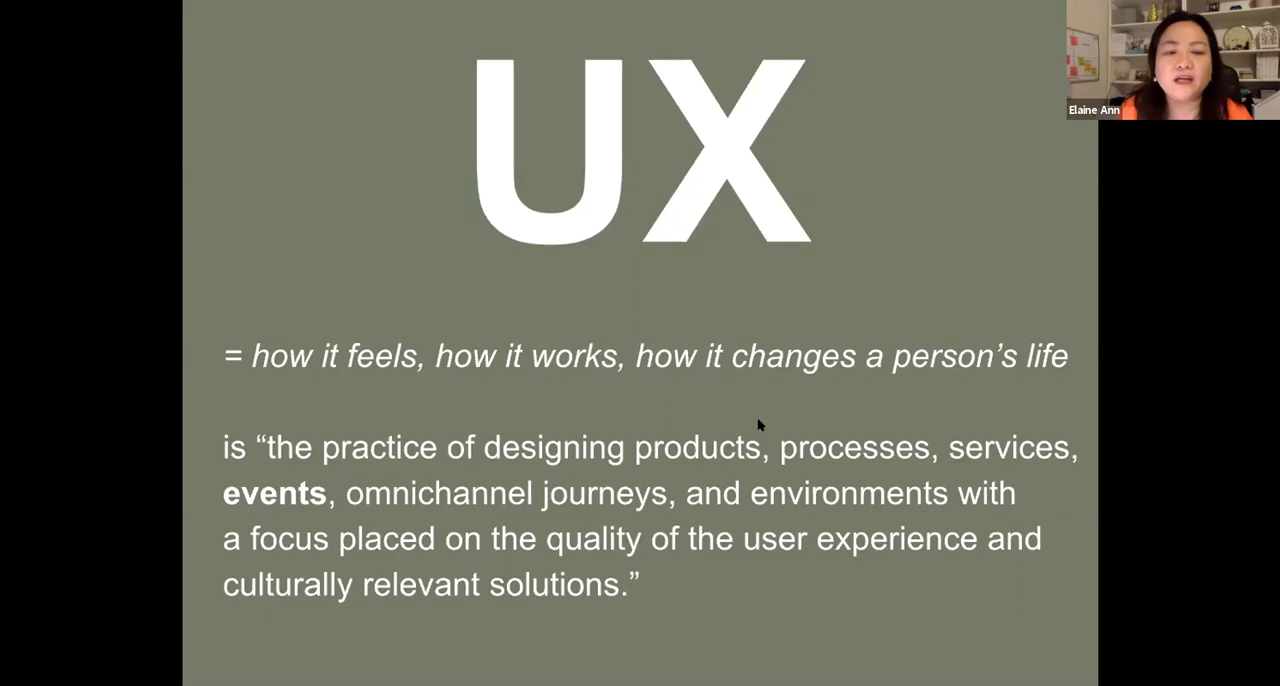 UX
Elaine Ann
= how it feels, how it works, how it changes a person’s life
is “the practice of designing products, processes, services,
events, omnichannel journeys, and environments with
a focus placed on the quality of the user experience and
culturally relevant solutions.”